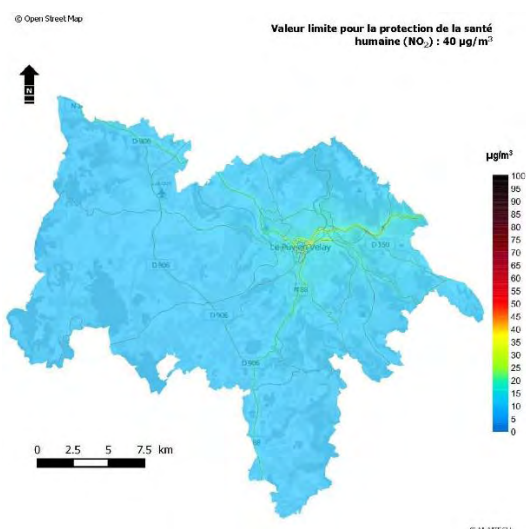 © Open Street Map
Valeur limite pour la protection de la santé
humaine (NO₂) : 40 µg/m³
N
µg/m³
100
95
90
85
80
75
70
65
60
55
50
45
40
35
30
25
20
15
10
5
0
D 906
Le-Puy-en-Velay
D 906
D 906
D 906
0 2.5 5 7.5 km